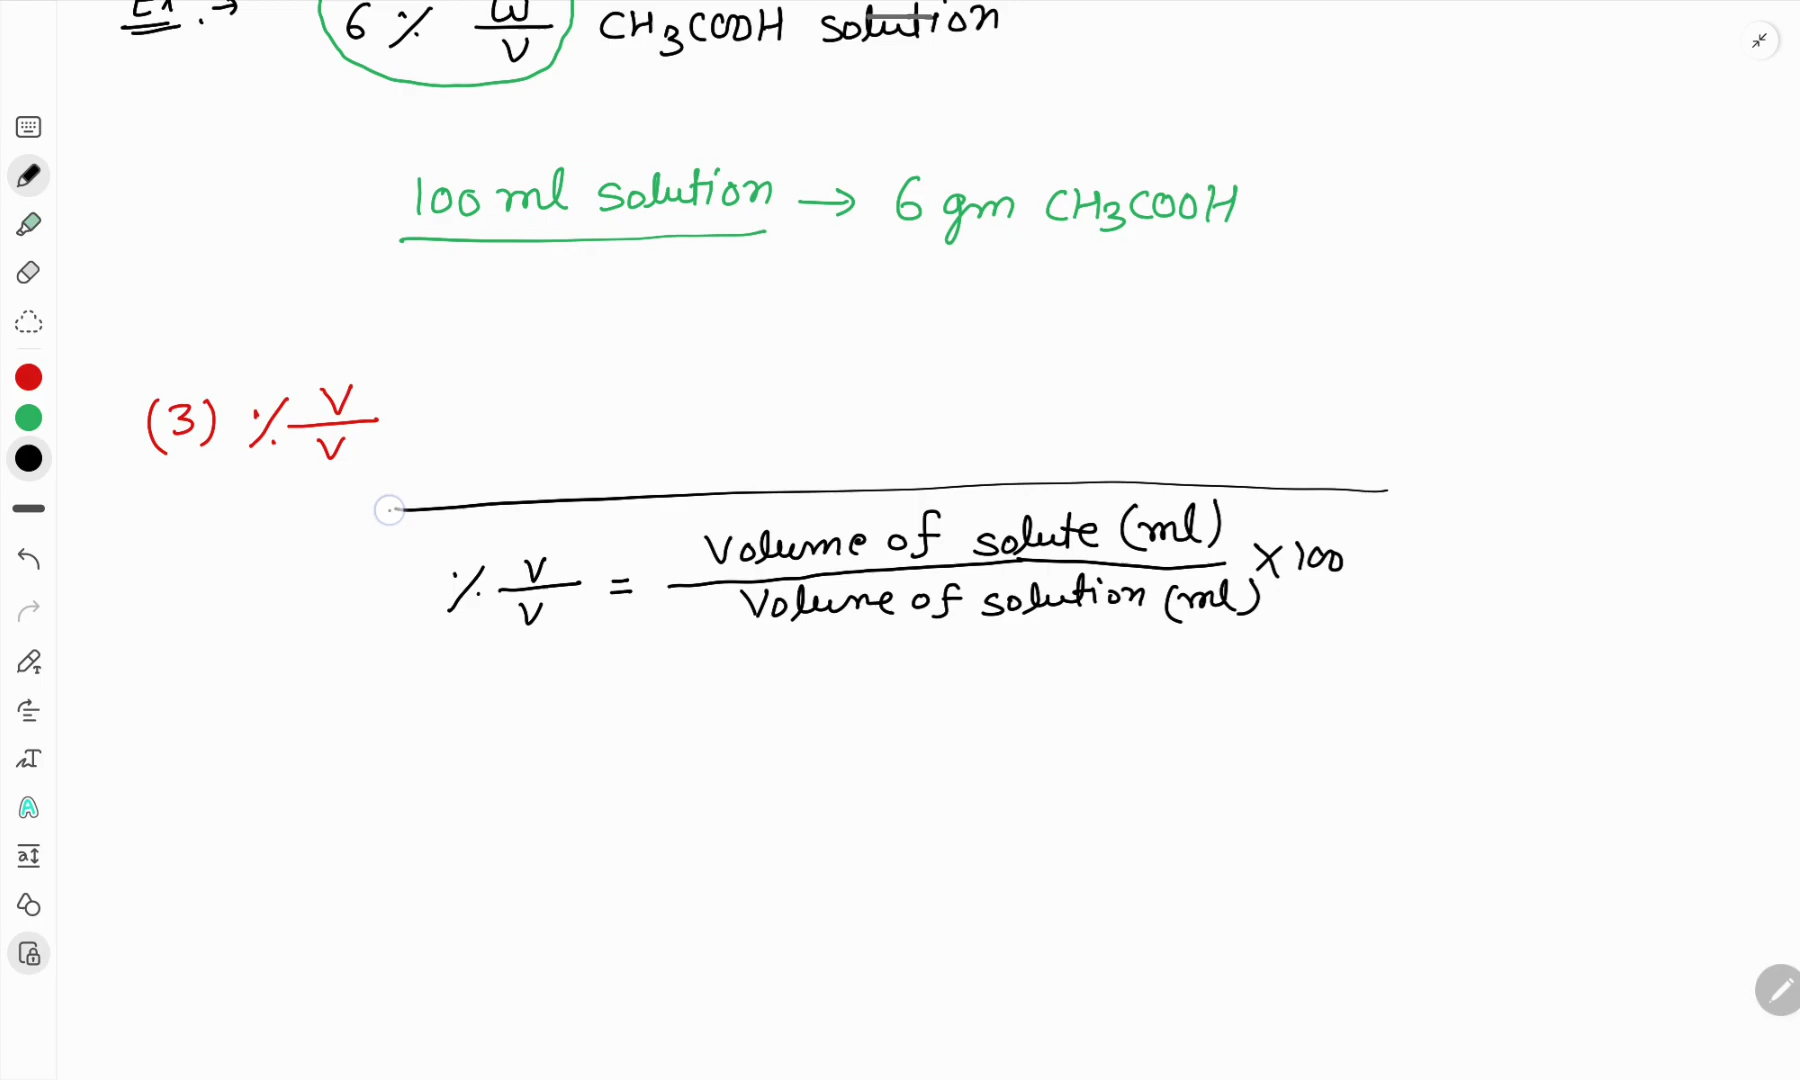 Ex. → 6 % w/v CH3COOH solution
100 ml solution → 6 gm CH3COOH
(3) % V/V
% V/V = Volume of solute (ml) / Volume of solution (ml) × 100